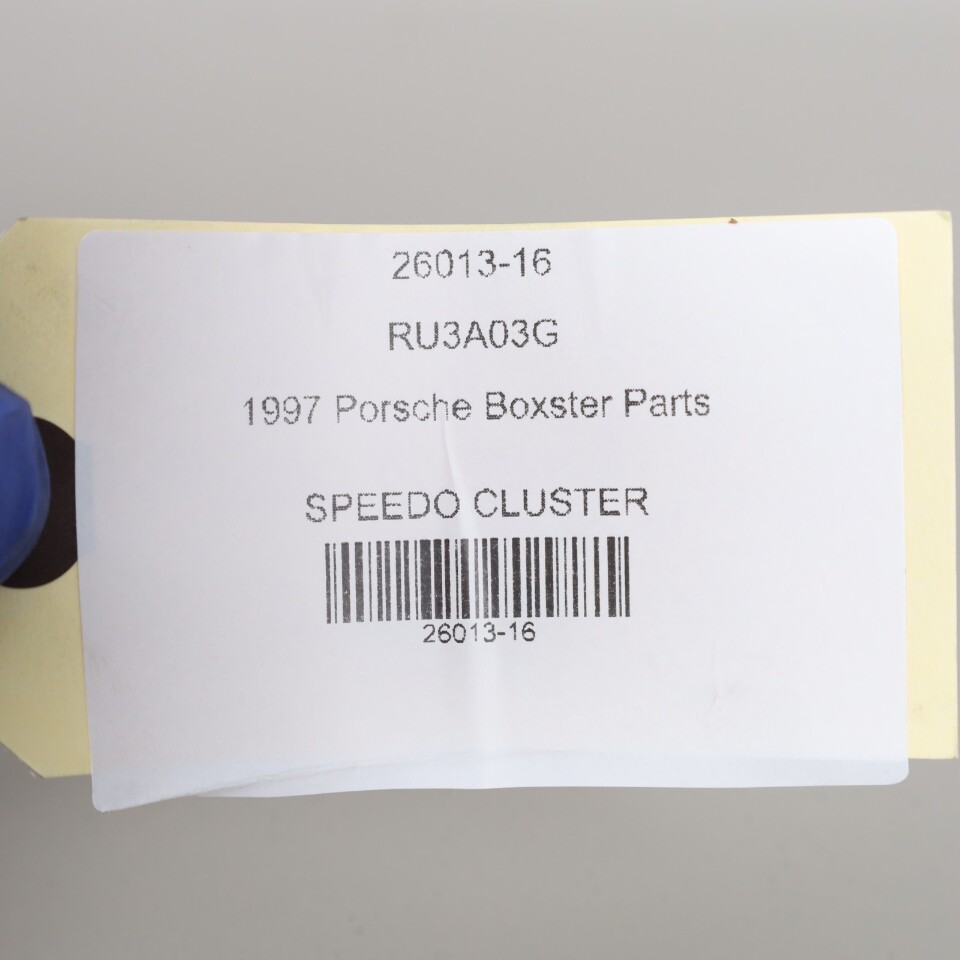 26013-16
RU3A03G
1997 Porsche Boxster Parts
SPEEDO CLUSTER
26013-16